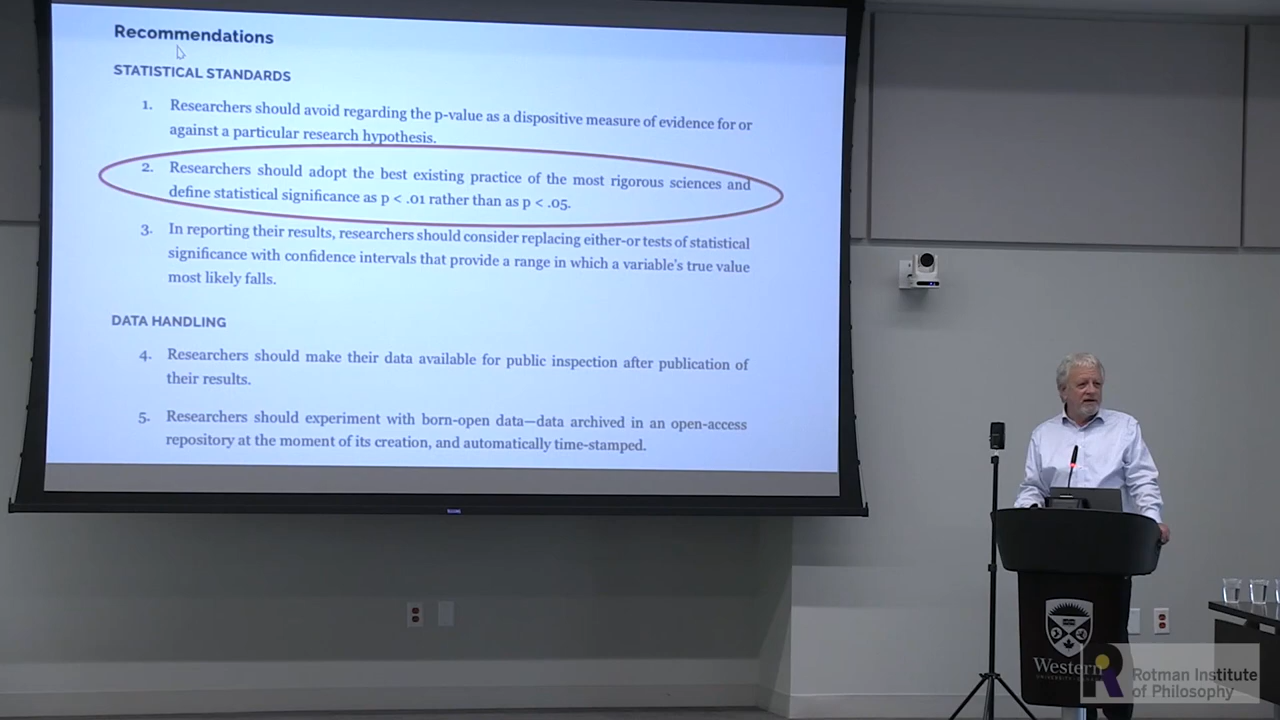 Recommendations
STATISTICAL STANDARDS
1. Researchers should avoid regarding the p-value as a dispositive measure of evidence for or
against a particular research hypothesis.
2. Researchers should adopt the best existing practice of the most rigorous sciences and
define statistical significance as p < .01 rather than as p < .05.
3. In reporting their results, researchers should consider replacing either-or tests of statistical
significance with confidence intervals that provide a range in which a variable's true value
most likely falls.
DATA HANDLING
4. Researchers should make their data available for public inspection after publication of
their results.
5. Researchers should experiment with born-open data—data archived in an open-access
repository at the moment of its creation, and automatically time-stamped.
Western
Rotman Institute
of Philosophy